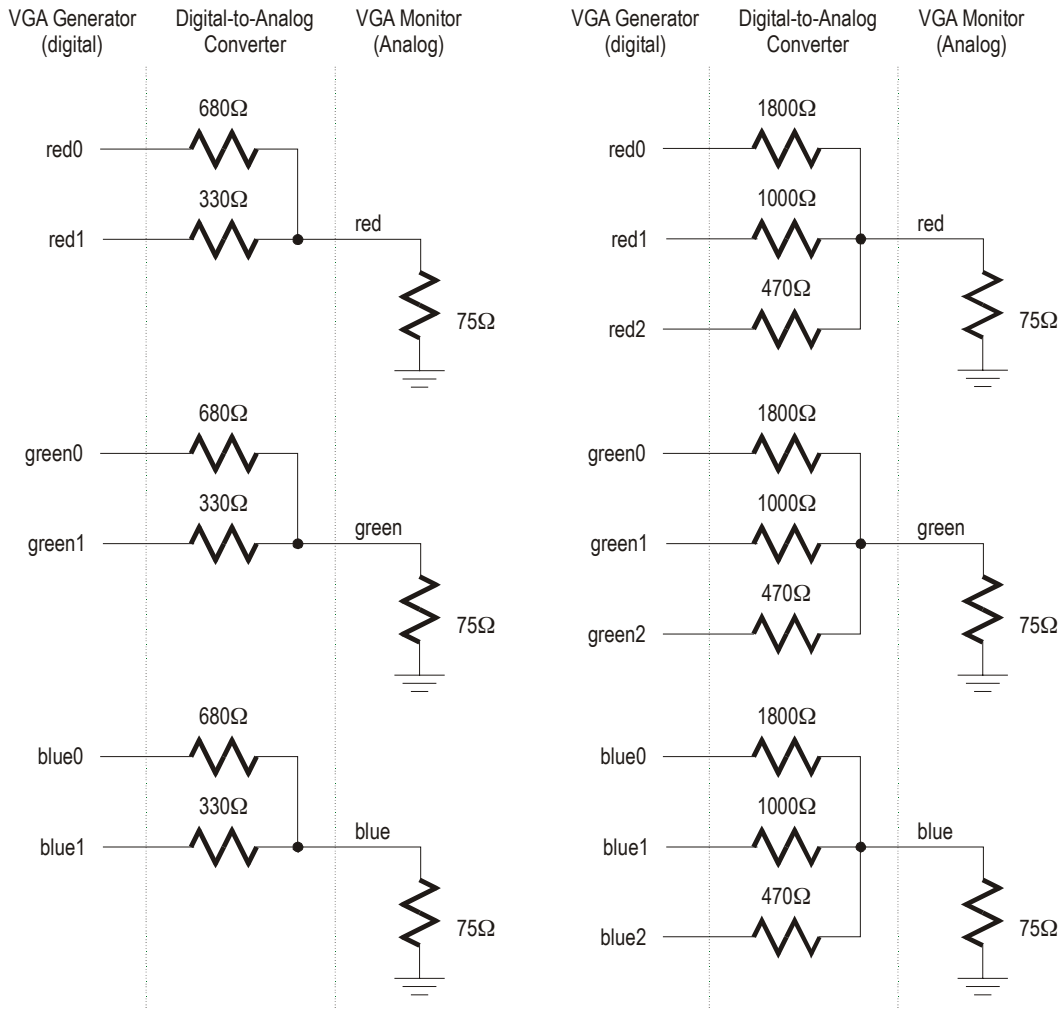 VGA Generator
(digital)
Digital-to-Analog
Converter
VGA Monitor
(Analog)
680Ω
red0
330Ω
red1
red
75Ω
680Ω
green0
330Ω
green1
green
75Ω
680Ω
blue0
330Ω
blue1
blue
75Ω
VGA Generator
(digital)
Digital-to-Analog
Converter
VGA Monitor
(Analog)
1800Ω
red0
1000Ω
red1
red
470Ω
red2
75Ω
1800Ω
green0
1000Ω
green1
green
470Ω
green2
75Ω
1800Ω
blue0
1000Ω
blue1
blue
470Ω
blue2
75Ω